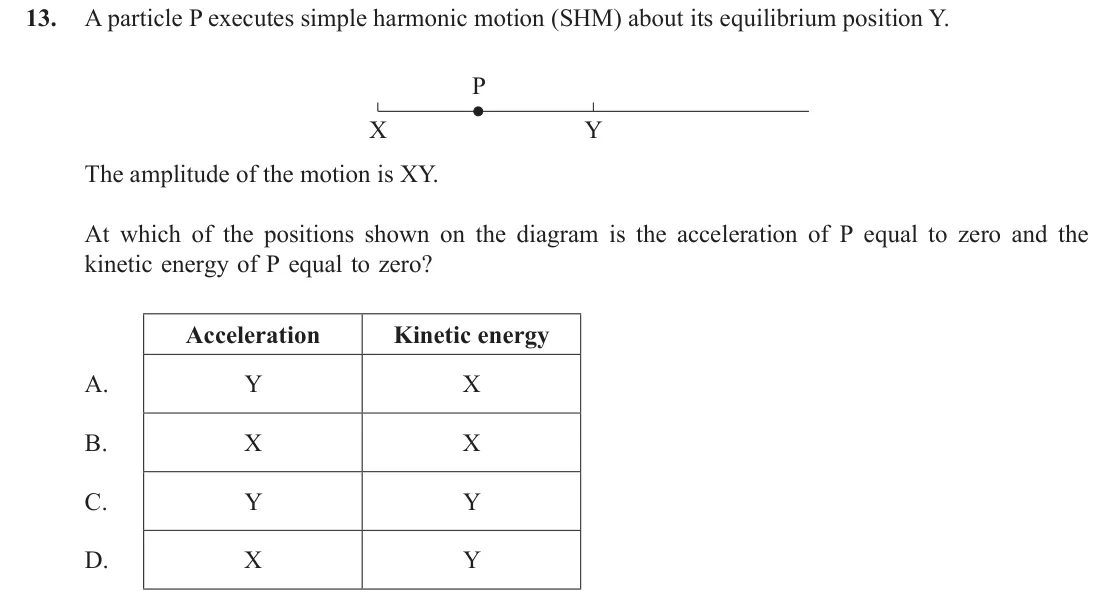 13. A particle P executes simple harmonic motion (SHM) about its equilibrium position Y.
P
X Y
The amplitude of the motion is XY.
At which of the positions shown on the diagram is the acceleration of P equal to zero and the
kinetic energy of P equal to zero?
Acceleration Kinetic energy
A. Y X
B. X X
C. Y Y
D. X Y